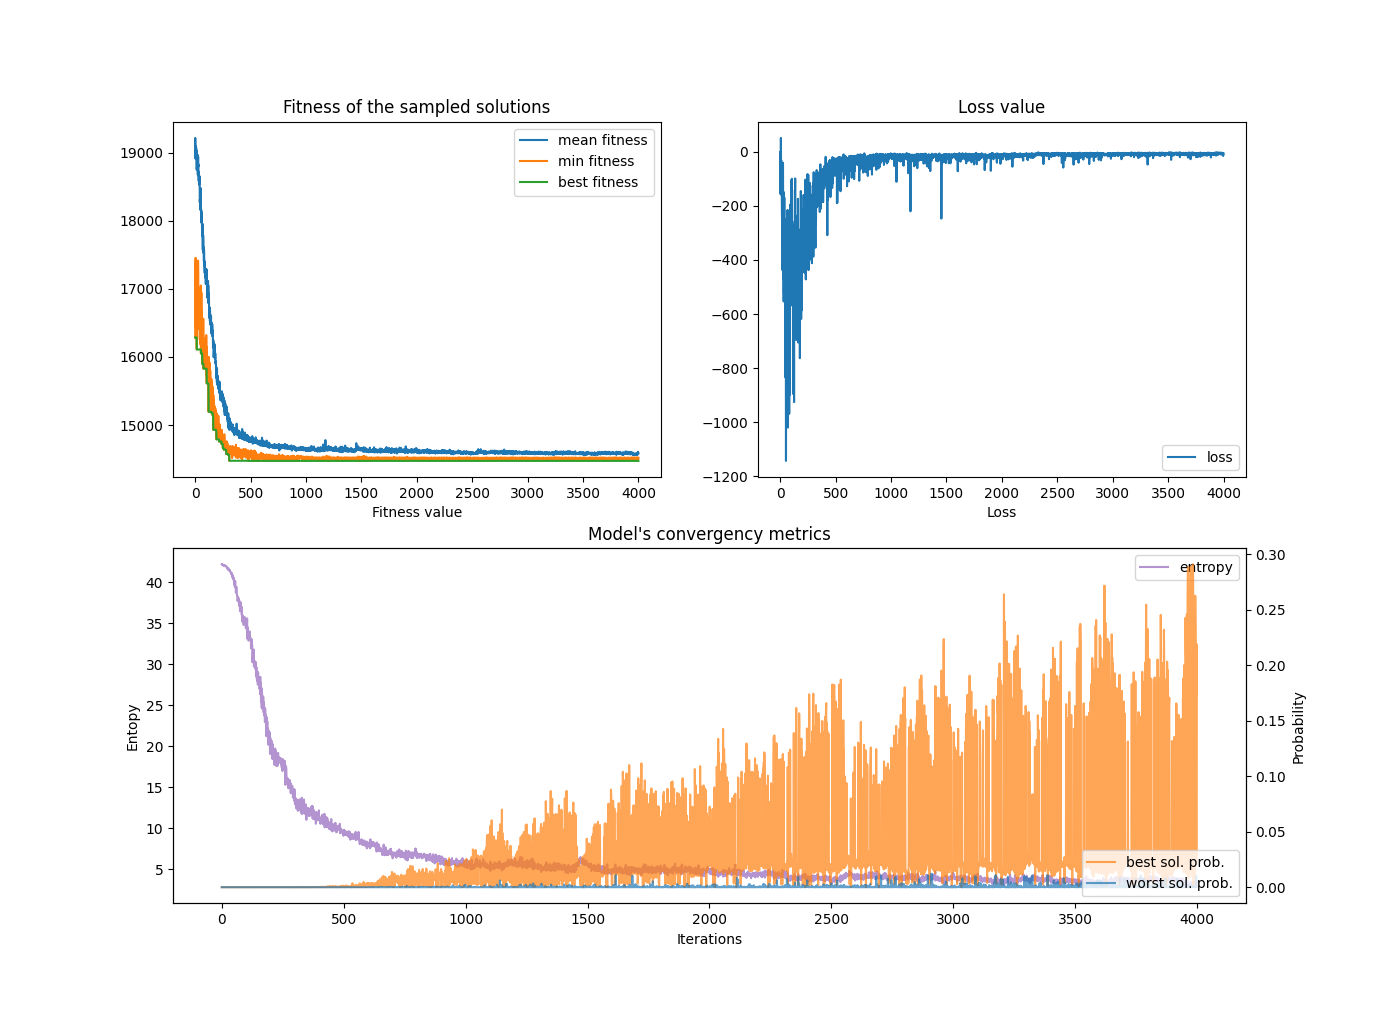 Fitness of the sampled solutions
19000
18000
17000
16000
15000
mean fitness
min fitness
best fitness
0 500 1000 1500 2000 2500 3000 3500 4000
Fitness value
Loss value
0
−200
−400
−600
−800
−1000
−1200
loss
0 500 1000 1500 2000 2500 3000 3500 4000
Loss
Model's convergency metrics
Entopy
40
35
30
25
20
15
10
5
entropy
0.30
0.25
0.20
0.15
0.10
0.05
0.00
Probability
best sol. prob.
worst sol. prob.
0 500 1000 1500 2000 2500 3000 3500 4000
Iterations